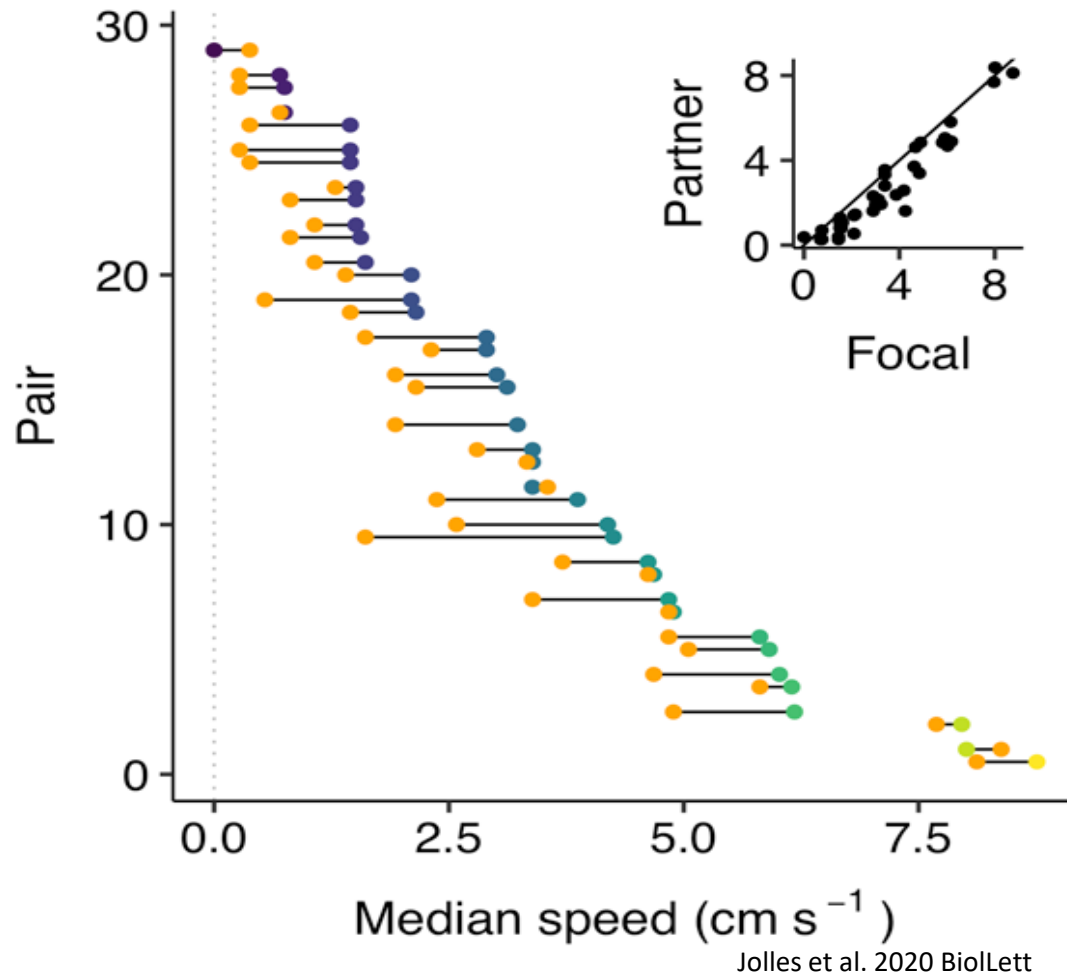 30
20
10
0
Pair
0.0 2.5 5.0 7.5
Median speed (cm s⁻¹)
8
4
0
Partner
0 4 8
Focal
Jolles et al. 2020 BiolLett